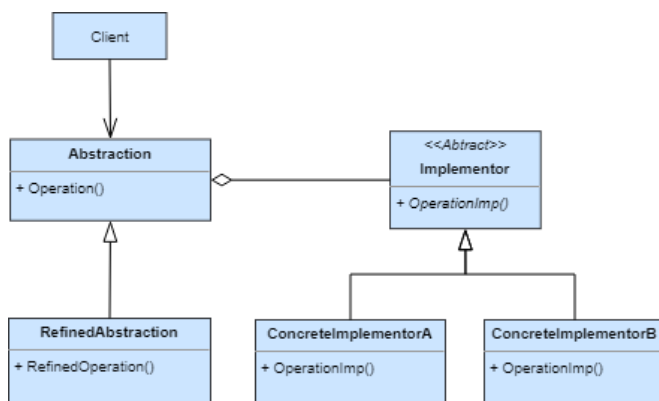 Client
Abstraction
+ Operation()
<<Abtract>>
Implementor
+ OperationImp()
RefinedAbstraction
+ RefinedOperation()
ConcreteImplementorA
+ OperationImp()
ConcreteImplementorB
+ OperationImp()